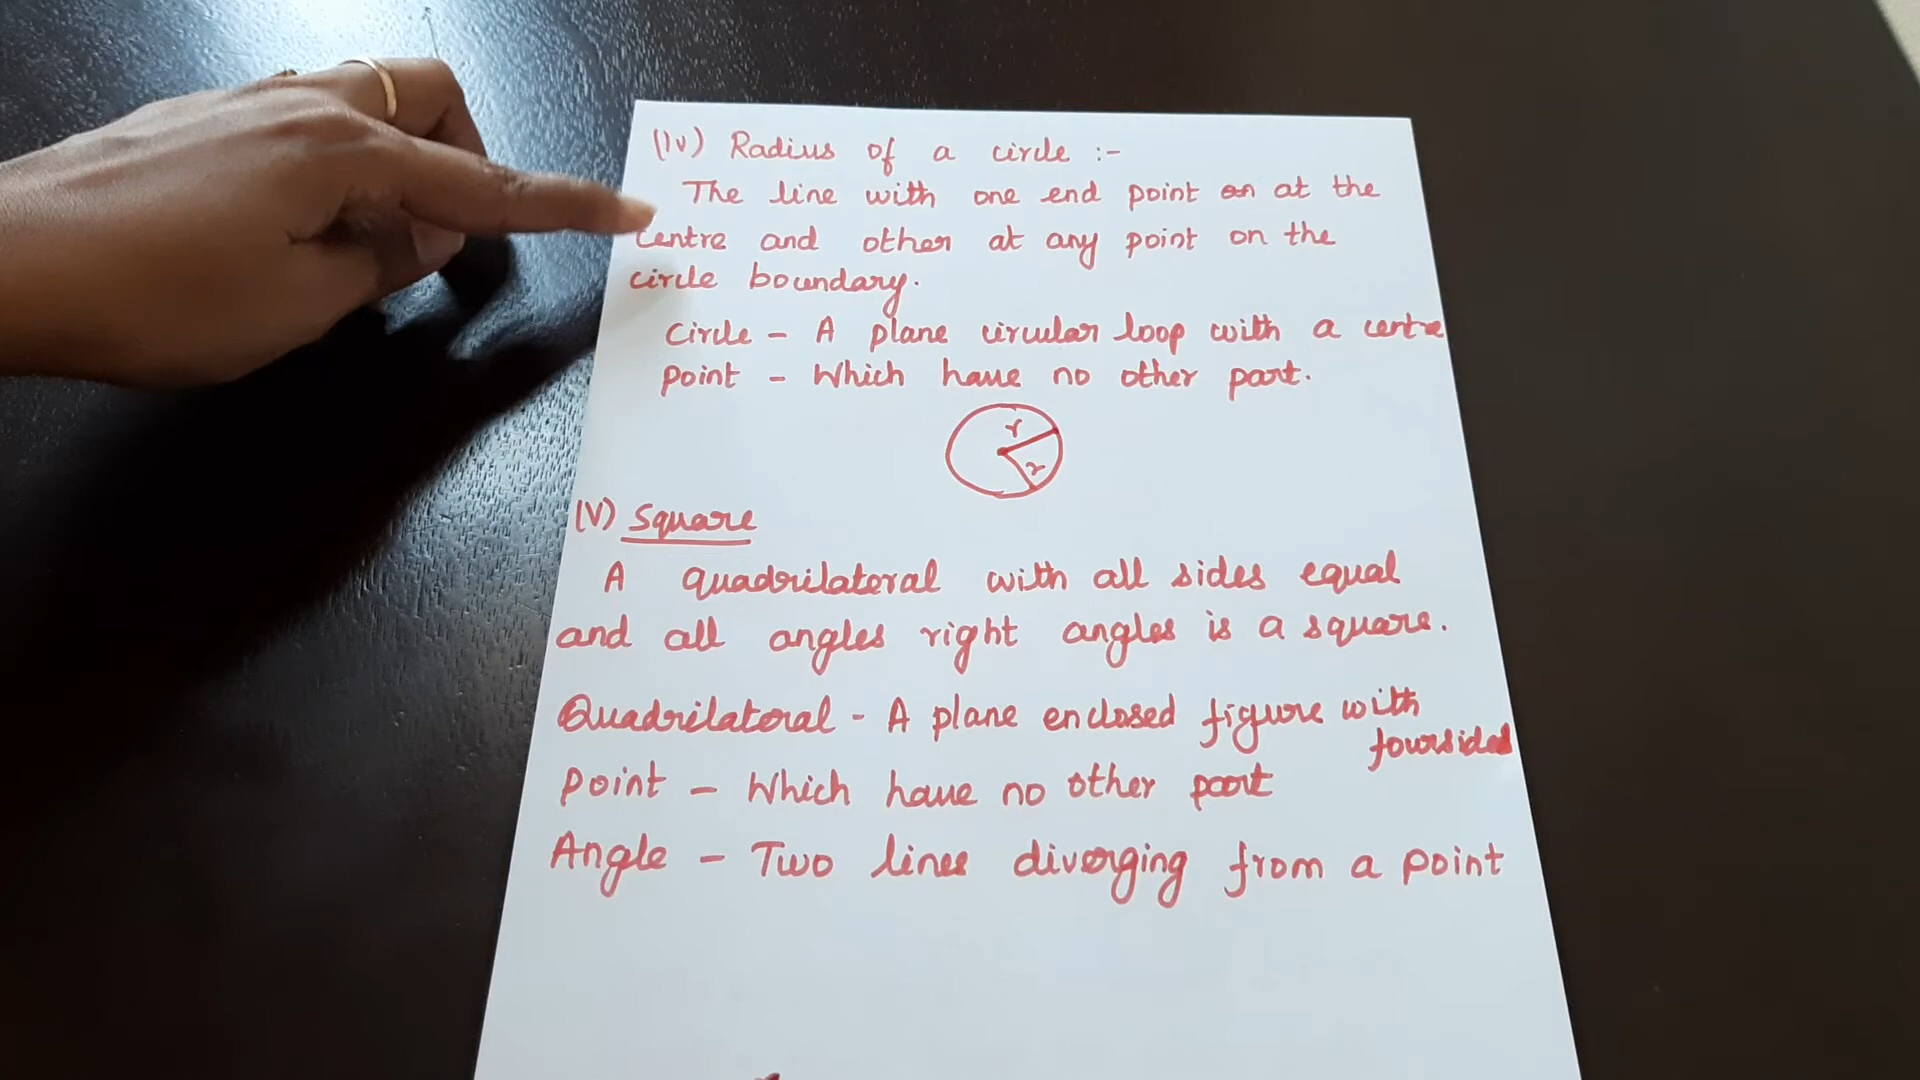 (iv) Radius of a circle :-
The line with one end point on at the
Centre and other at any point on the
circle boundary.
Circle - A plane circular loop with a centre
Point - Which have no other part.
r
r
(V) Square
A quadrilateral with all sides equal
and all angles right angles is a square.
Quadrilateral - A plane enclosed figure with
foursides
Point - Which have no other part
Angle - Two lines diverging from a point